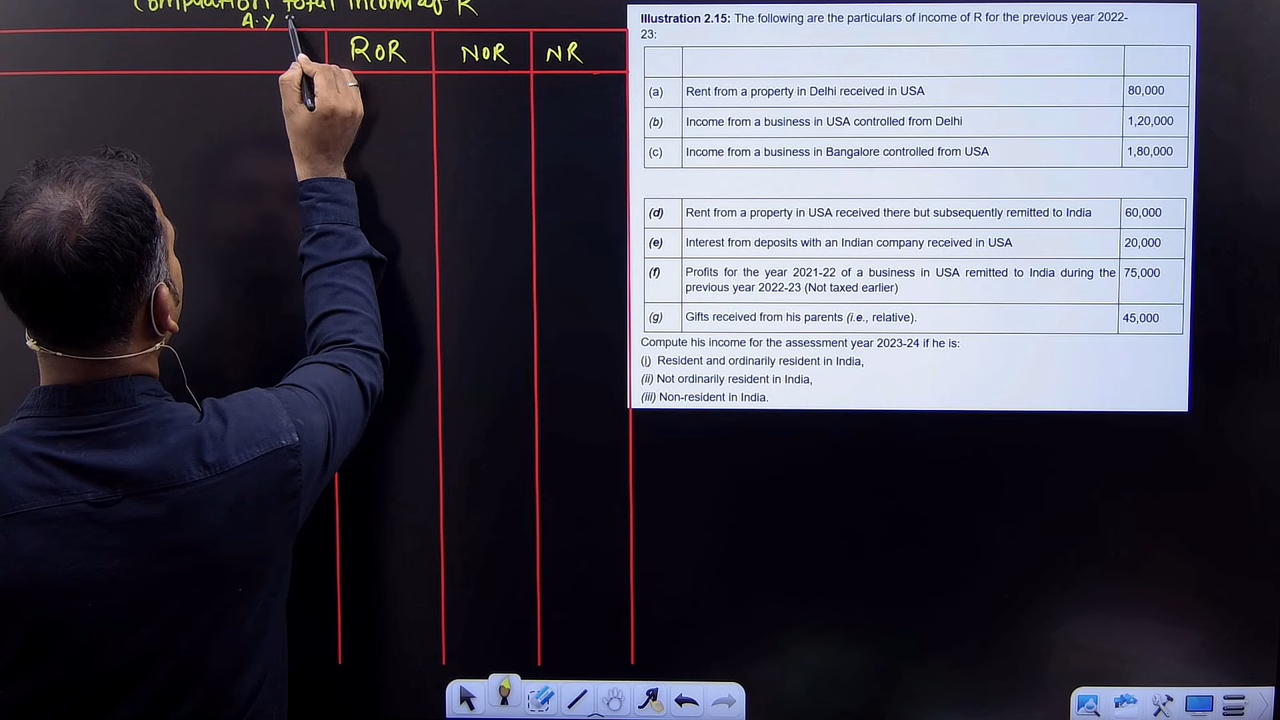 Computation total income of R
A.Y
ROR NOR NR
Illustration 2.15: The following are the particulars of income of R for the previous year 2022-
23:
(a) Rent from a property in Delhi received in USA 80,000
(b) Income from a business in USA controlled from Delhi 1,20,000
(c) Income from a business in Bangalore controlled from USA 1,80,000
(d) Rent from a property in USA received there but subsequently remitted to India 60,000
(e) Interest from deposits with an Indian company received in USA 20,000
(f) Profits for the year 2021-22 of a business in USA remitted to India during the 75,000
previous year 2022-23 (Not taxed earlier)
(g) Gifts received from his parents (i.e., relative). 45,000
Compute his income for the assessment year 2023-24 if he is:
(i) Resident and ordinarily resident in India,
(ii) Not ordinarily resident in India,
(iii) Non-resident in India.